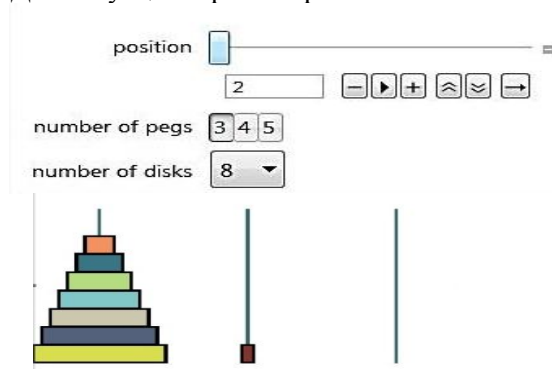 position
2
number of pegs 3 4 5
number of disks 8